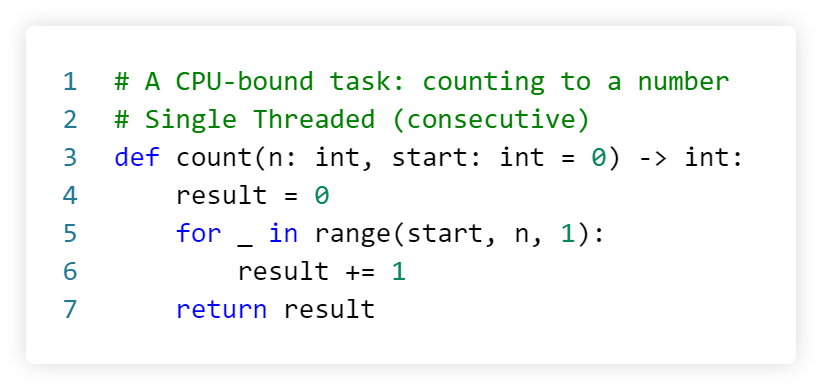 1 # A CPU-bound task: counting to a number
2 # Single Threaded (consecutive)
3 def count(n: int, start: int = 0) -> int:
4     result = 0
5     for _ in range(start, n, 1):
6         result += 1
7     return result